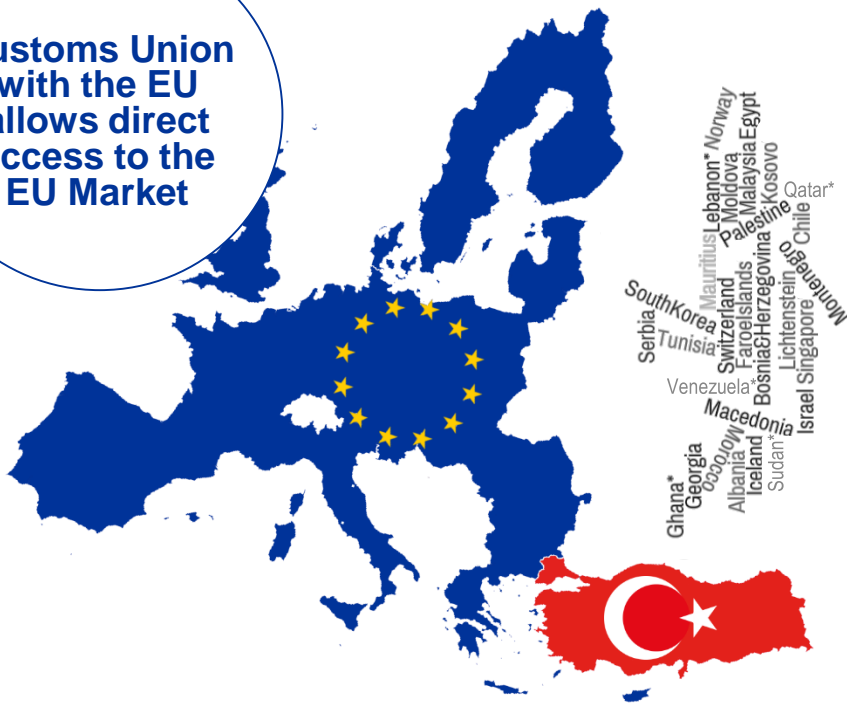 ustoms Union
with the EU
allows direct
ccess to the
EU Market
Norway
Egypt
Lebanon*
Moldova
Malaysia
Kosovo
Qatar*
Palestine
Chile
Mauritius
Montenegro
SouthKorea
Serbia
Tunisia
Switzerland
FaroeIslands
Bosnia&Herzegovina
Lichtenstein
Singapore
Israel
Venezuela*
Macedonia
Morocco
Georgia
Ghana*
Albania
Iceland
Sudan*